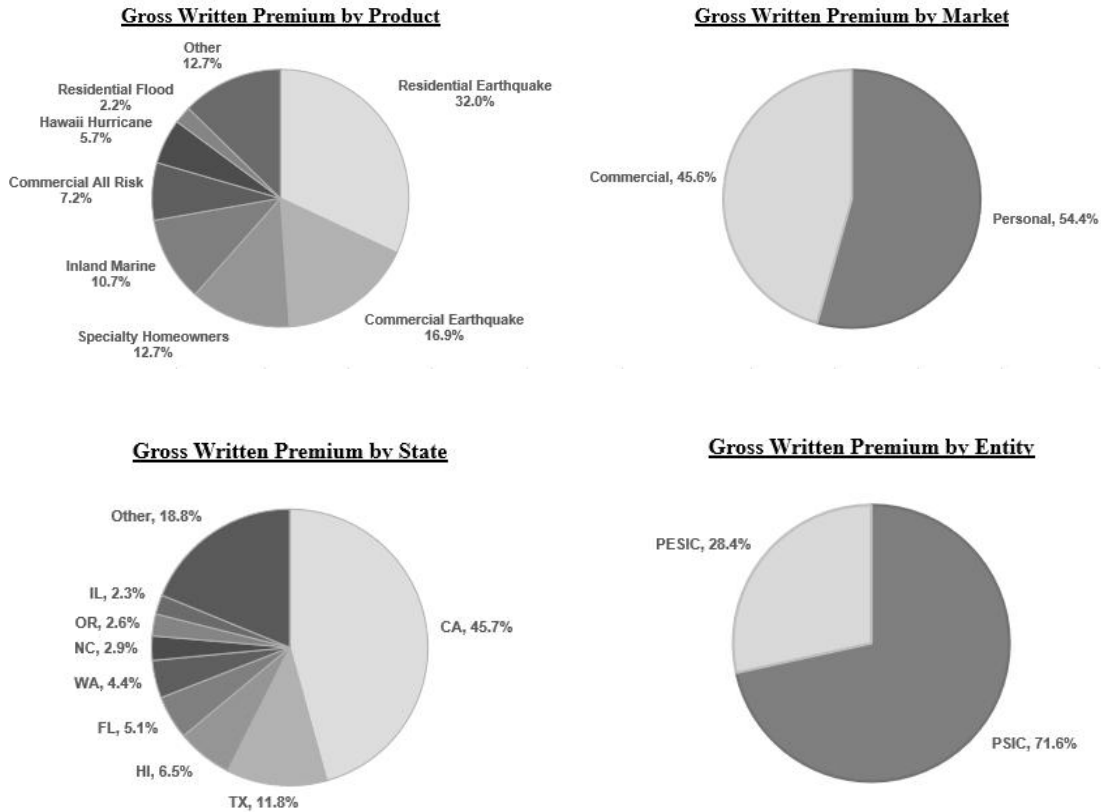 Gross Written Premium by Product
Other
12.7%
Residential Flood
2.2%
Hawaii Hurricane
5.7%
Commercial All Risk
7.2%
Inland Marine
10.7%
Specialty Homeowners
12.7%
Commercial Earthquake
16.9%
Residential Earthquake
32.0%
Gross Written Premium by Market
Commercial, 45.6%
Personal, 54.4%
Gross Written Premium by State
Other, 18.8%
IL, 2.3%
OR, 2.6%
NC, 2.9%
WA, 4.4%
FL, 5.1%
HI, 6.5%
TX, 11.8%
CA, 45.7%
Gross Written Premium by Entity
PESIC, 28.4%
PSIC, 71.6%